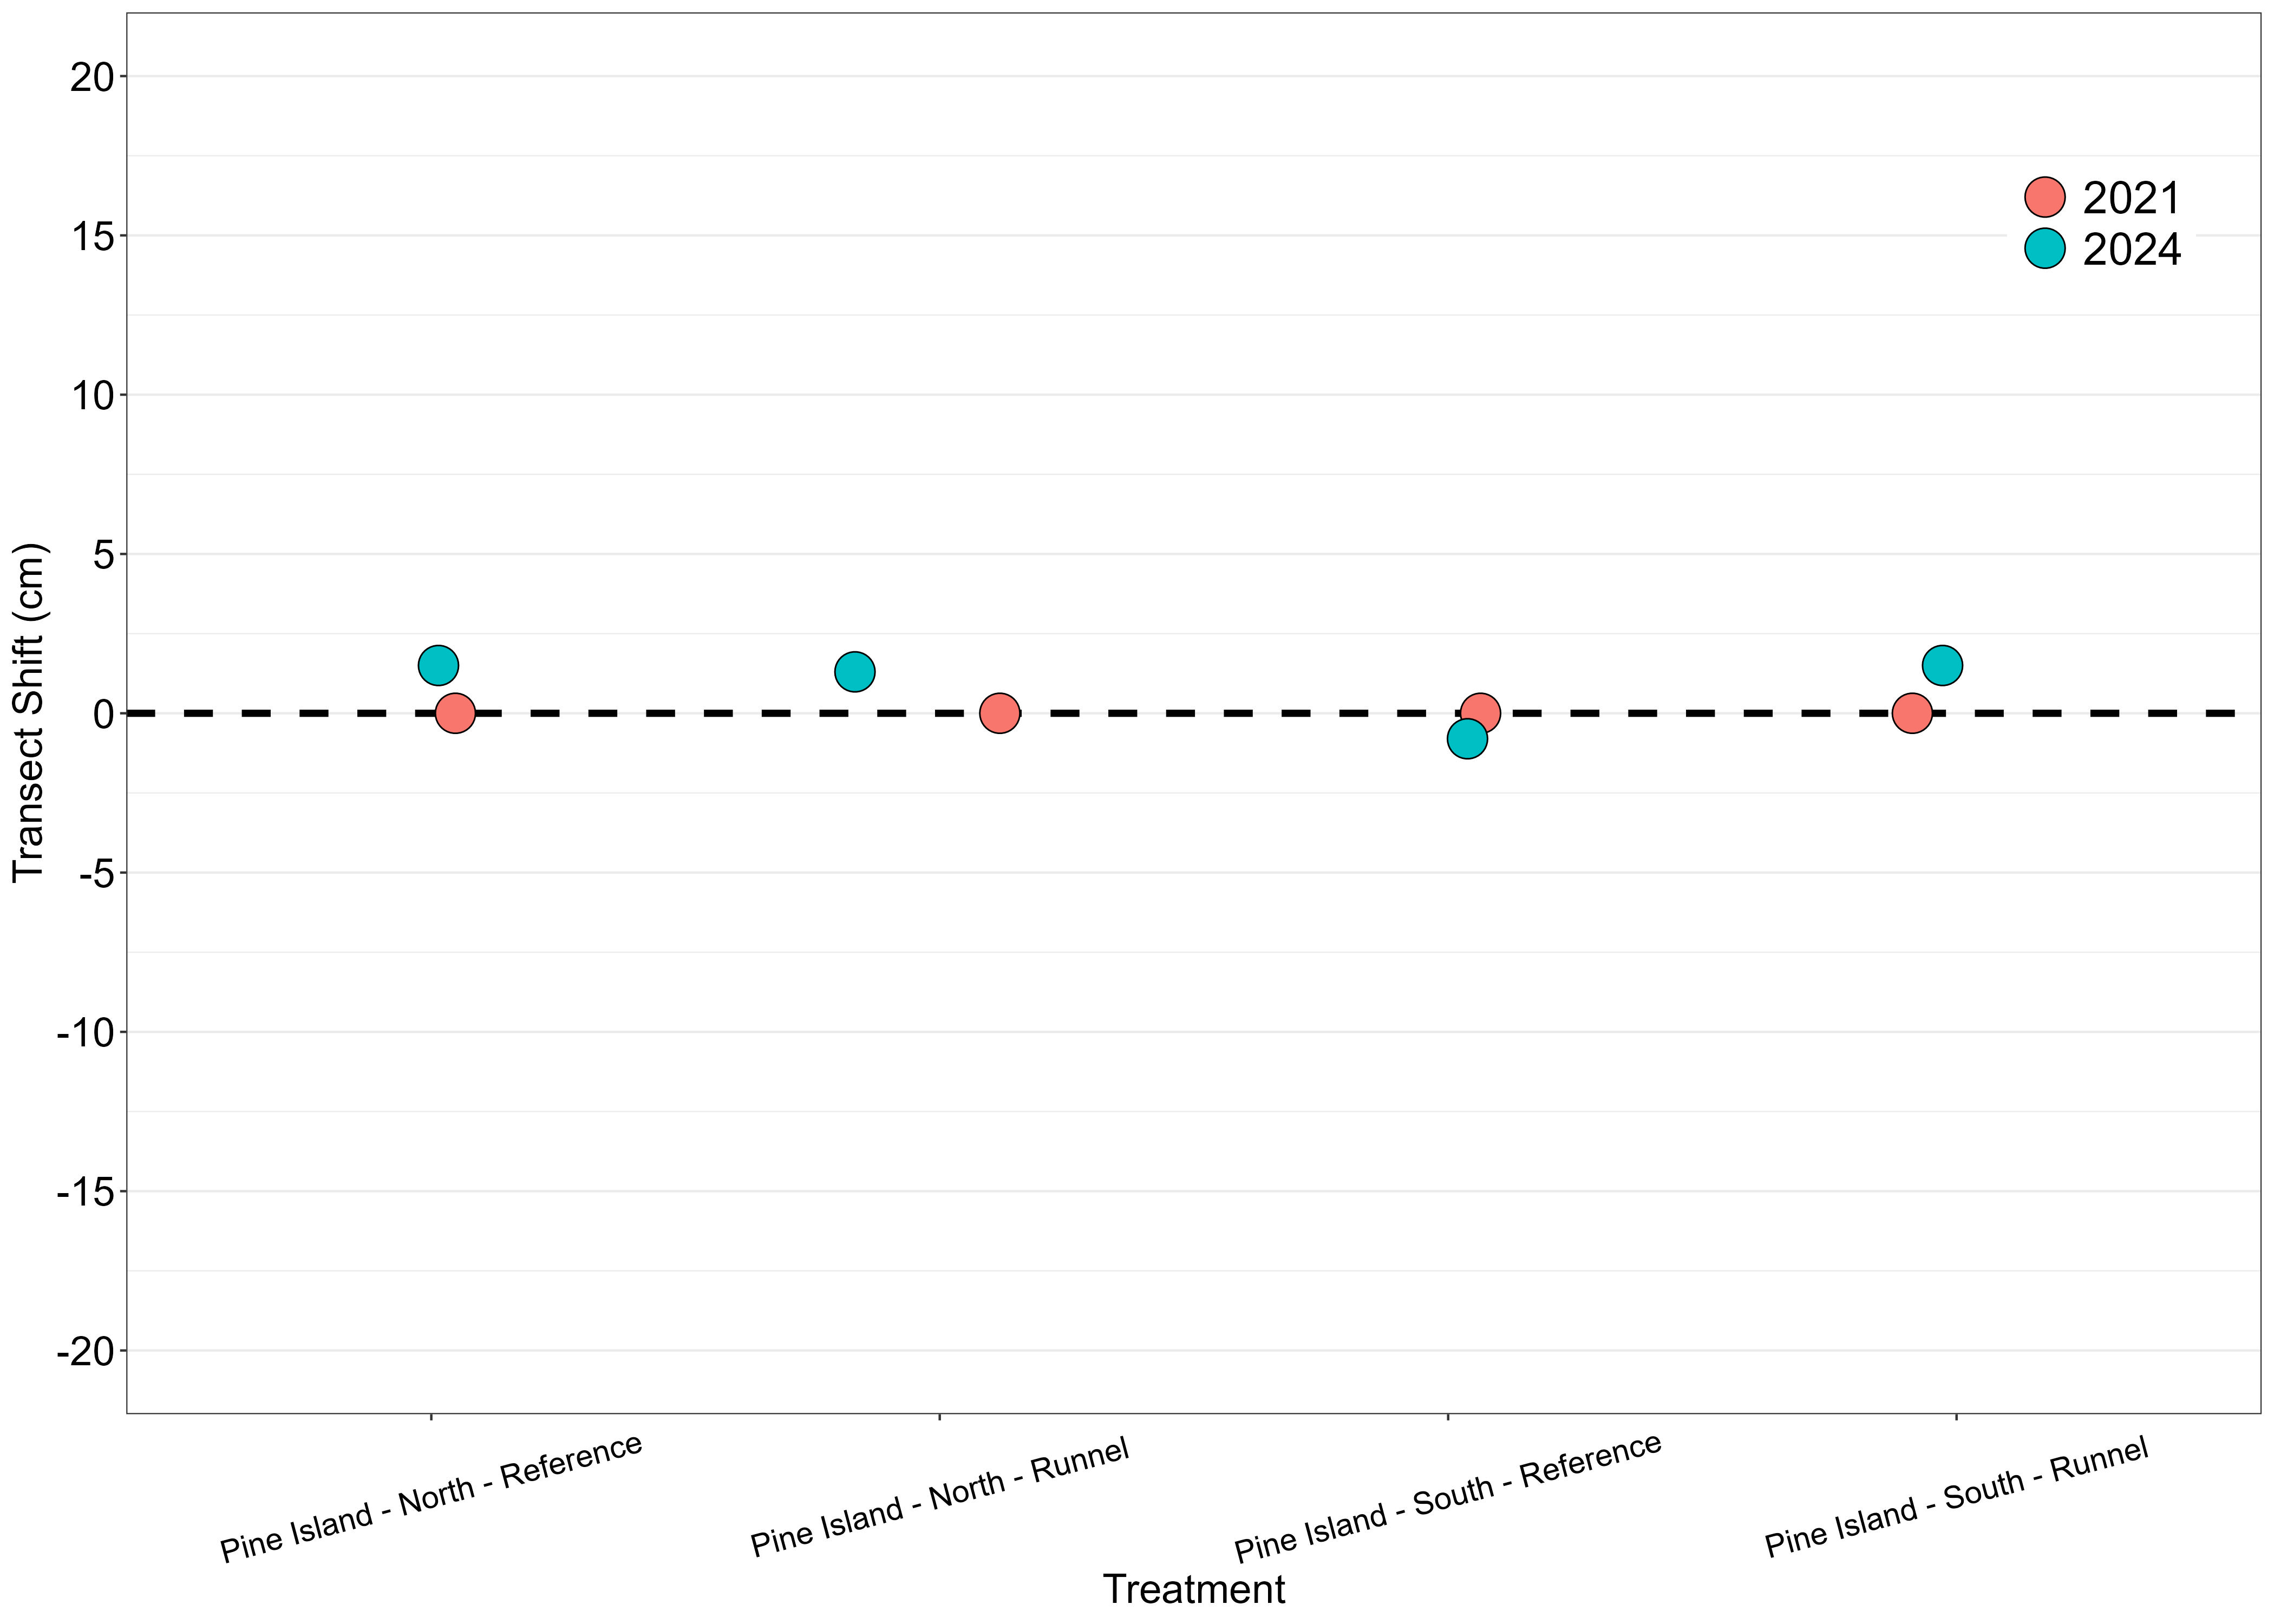 Transect Shift (cm)
20
15
10
5
0
-5
-10
-15
-20
2021
2024
Pine Island - North - Reference
Pine Island - North - Runnel
Pine Island - South - Reference
Pine Island - South - Runnel
Treatment